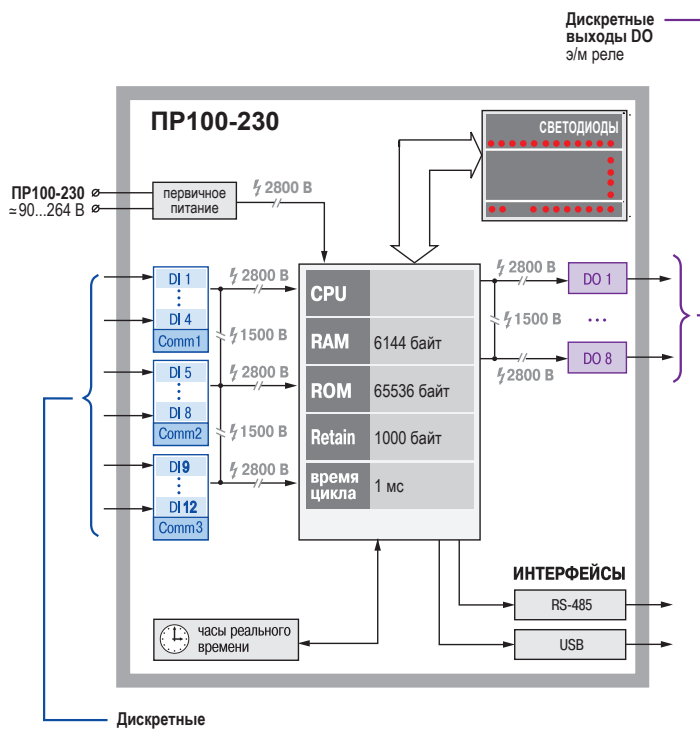 Дискретные
выходы DO
э/м реле
ПР100-230
СВЕТОДИОДЫ
ПР100-230
≂90...264 В
первичное
питание
2800 В
DI 1
DI 4
Comm1
2800 В
1500 В
DI 5
DI 8
Comm2
2800 В
1500 В
DI9
DI12
Comm3
2800 В
CPU
RAM 6144 байт
ROM 65536 байт
Retain 1000 байт
время
цикла 1 мс
2800 В
DO 1
1500 В
...
DO 8
2800 В
ИНТЕРФЕЙСЫ
RS-485
USB
часы реального
времени
Дискретные